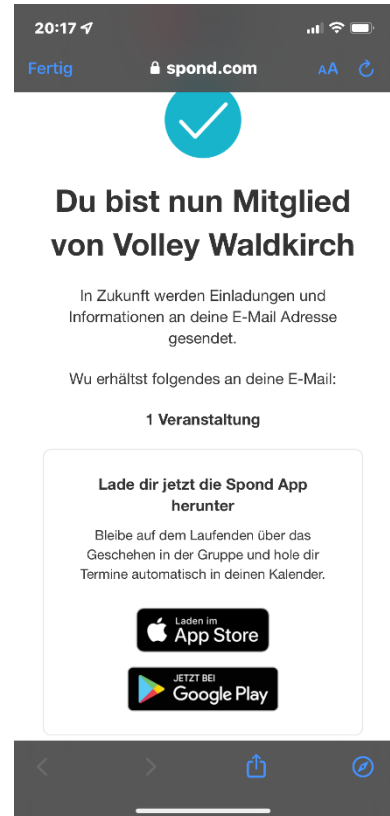 20:17
Fertig
spond.com
AA
Du bist nun Mitglied
von Volley Waldkirch
In Zukunft werden Einladungen und
Informationen an deine E-Mail Adresse
gesendet.
Wu erhältst folgendes an deine E-Mail:
1 Veranstaltung
Lade dir jetzt die Spond App
herunter
Bleibe auf dem Laufenden über das
Geschehen in der Gruppe und hole dir
Termine automatisch in deinen Kalender.
Laden im
App Store
JETZT BEI
Google Play